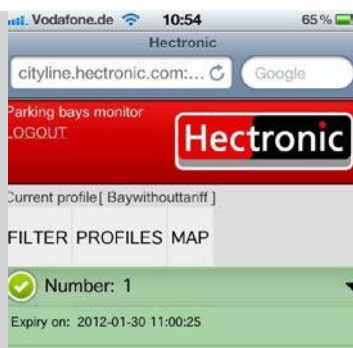 Vodafone.de 10:54 65 %
Hectronic
cityline.hectronic.com:... Google
Parking bays monitor
LOGOUT
Hectronic
Current profile[ Baywithouttariff ]
FILTER PROFILES MAP
Number: 1
Expiry on: 2012-01-30 11:00:25